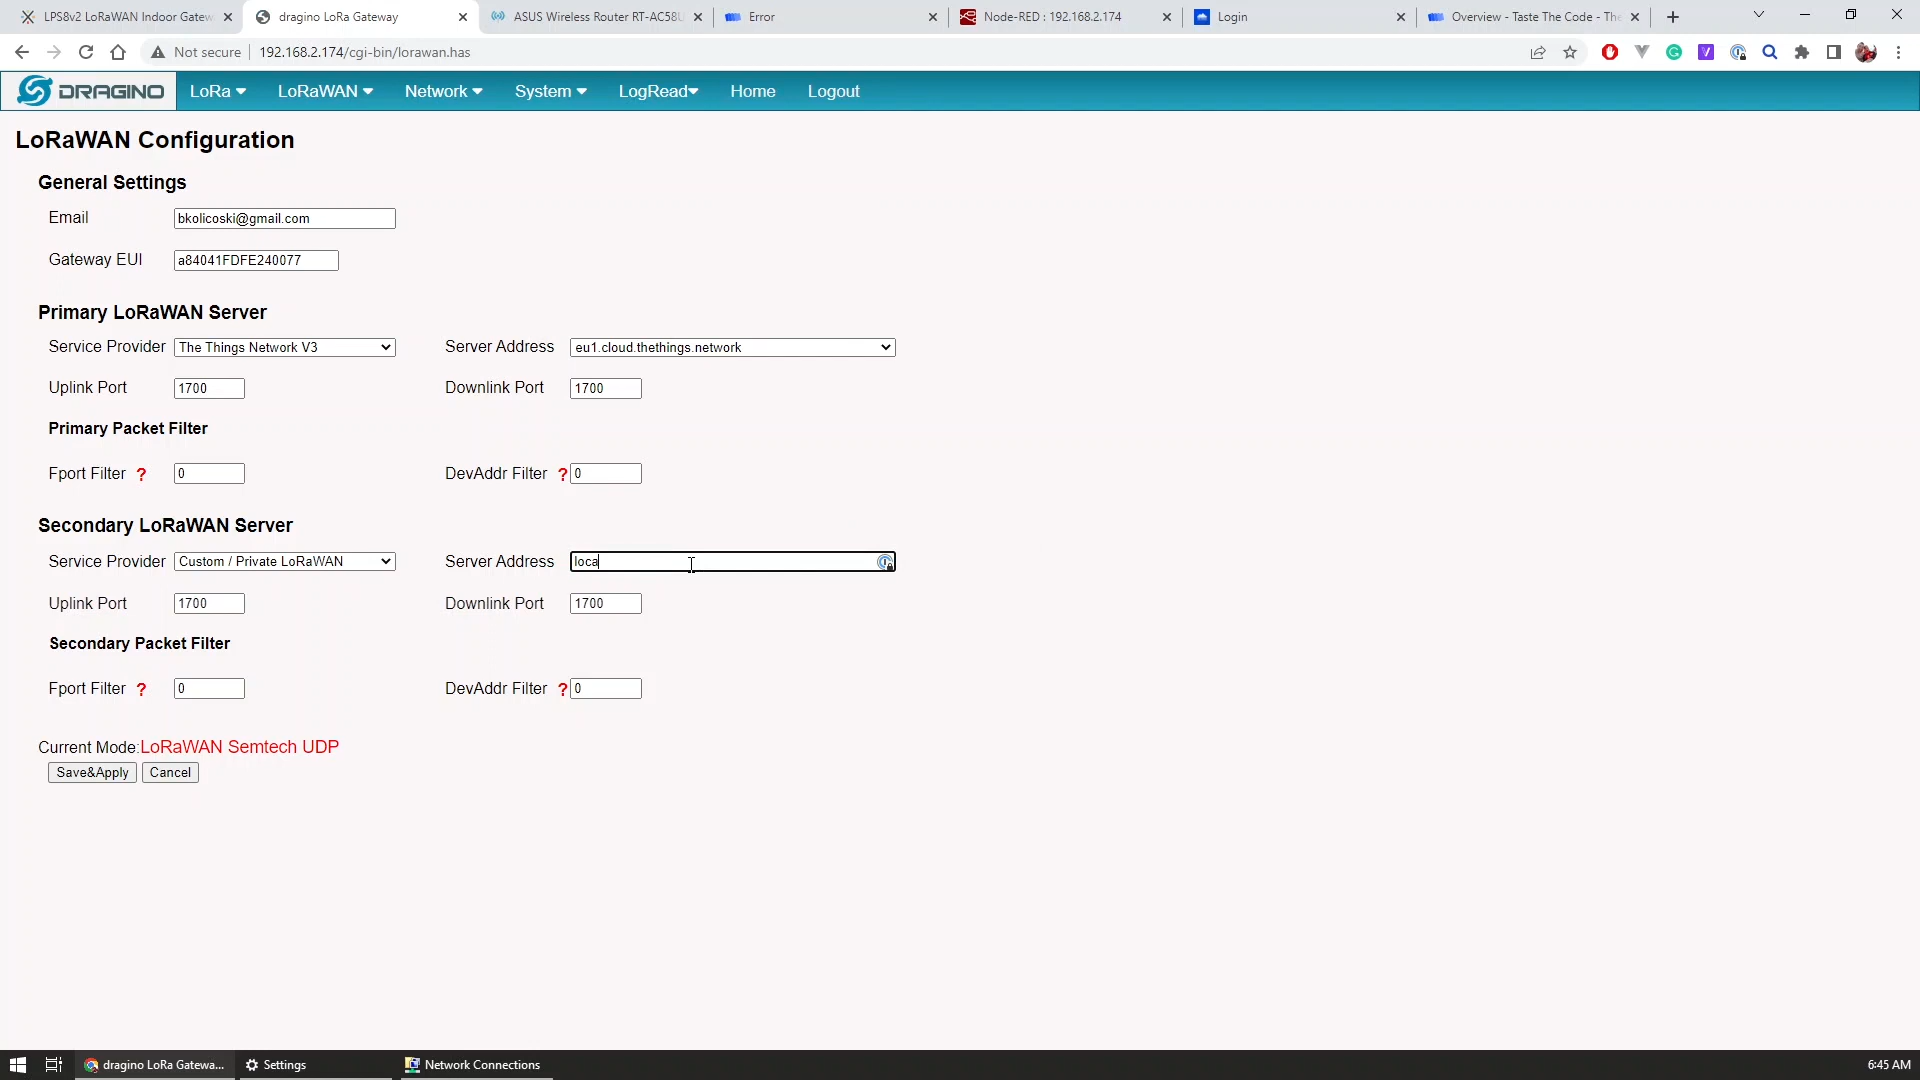 LPS8v2 LoRaWAN Indoor Gatew
dragino LoRa Gateway
ASUS Wireless Router RT-AC58U
Error
Node-RED : 192.168.2.174
Login
Overview - Taste The Code - The
Not secure
192.168.2.174/cgi-bin/lorawan.has
DRAGINO
LoRa
LoRaWAN
Network
System
LogRead
Home
Logout
LoRaWAN Configuration
General Settings
Email
bkolicoski@gmail.com
Gateway EUI
a84041FDFE240077
Primary LoRaWAN Server
Service Provider
The Things Network V3
Server Address
eu1.cloud.thethings.network
Uplink Port
1700
Downlink Port
1700
Primary Packet Filter
Fport Filter ?
0
DevAddr Filter ?
0
Secondary LoRaWAN Server
Service Provider
Custom / Private LoRaWAN
Server Address
loca
Uplink Port
1700
Downlink Port
1700
Secondary Packet Filter
Fport Filter ?
0
DevAddr Filter ?
0
Current Mode:LoRaWAN Semtech UDP
Save&Apply
Cancel
dragino LoRa Gatewa...
Settings
Network Connections
6:45 AM